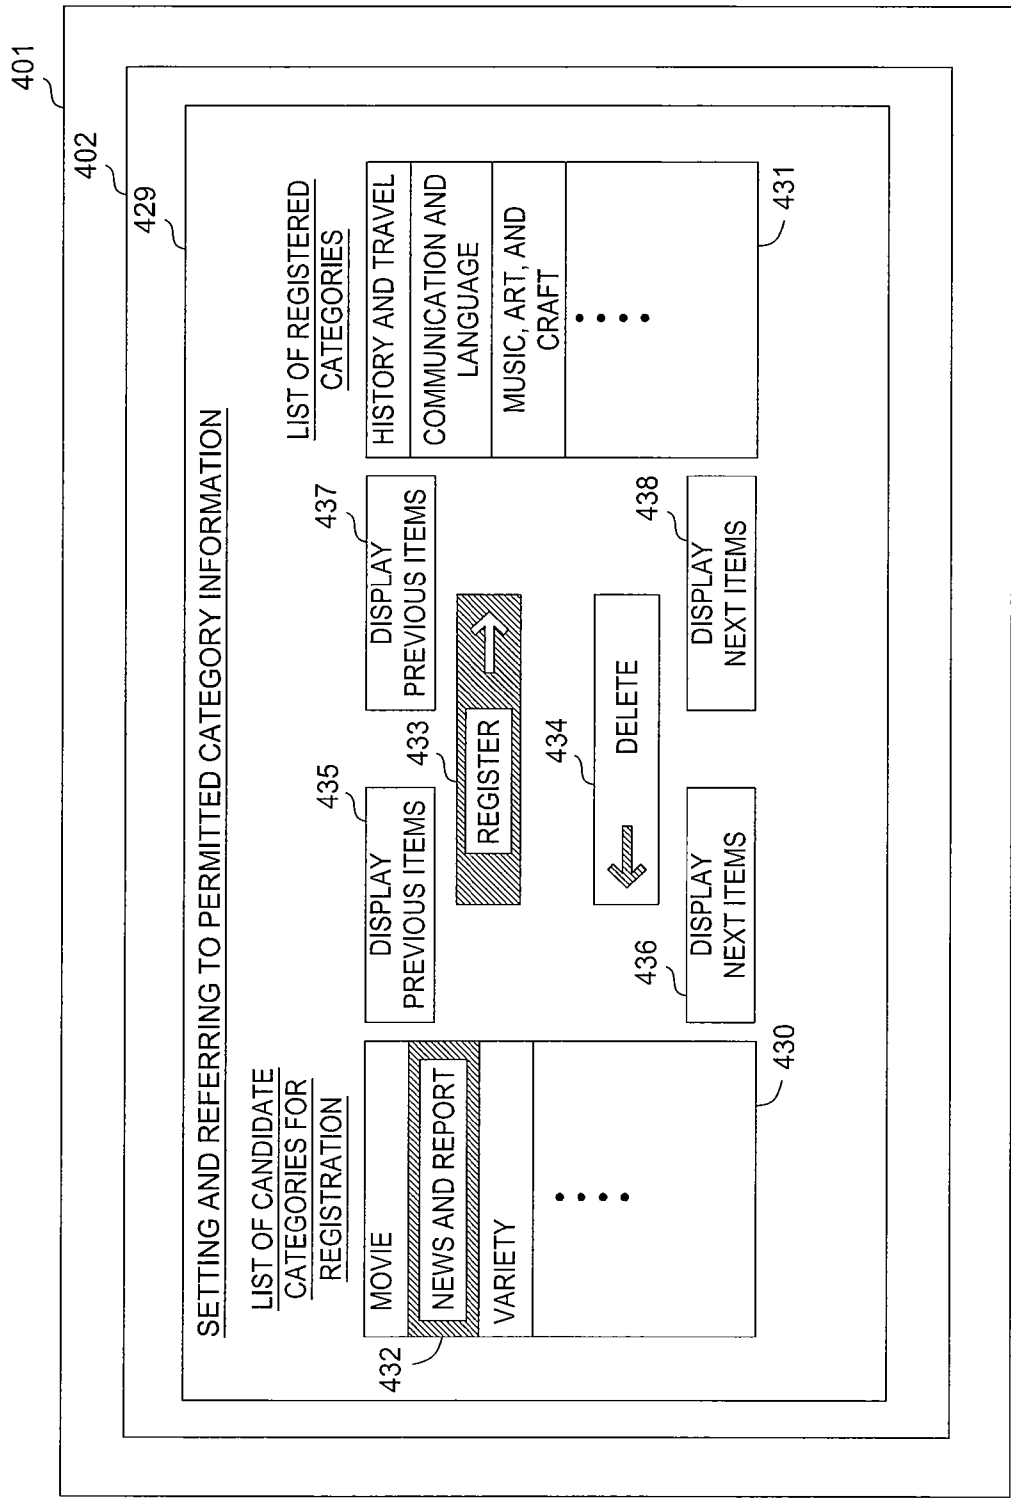 401
402
429
SETTING AND REFERRING TO PERMITTED CATEGORY INFORMATION
LIST OF CANDIDATE
CATEGORIES FOR
REGISTRATION
MOVIE
432
NEWS AND REPORT
VARIETY
430
435
DISPLAY
PREVIOUS ITEMS
437
DISPLAY
PREVIOUS ITEMS
433
REGISTER
434
DELETE
436
DISPLAY
NEXT ITEMS
438
DISPLAY
NEXT ITEMS
LIST OF REGISTERED
CATEGORIES
HISTORY AND TRAVEL
COMMUNICATION AND
LANGUAGE
MUSIC, ART, AND
CRAFT
431